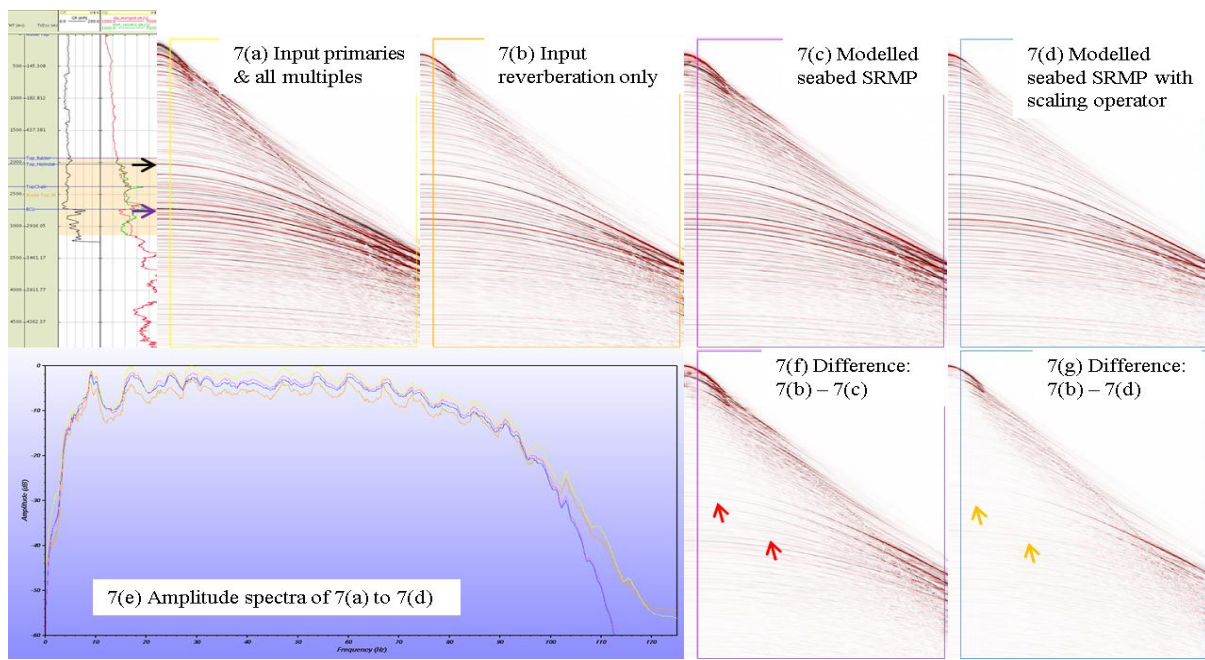 7(a) Input primaries
& all multiples
7(b) Input
reverberation only
7(c) Modelled
seabed SRMP
7(d) Modelled
seabed SRMP with
scaling operator
500
1000
1500
2000
2500
3000
3500
4000
4500
7(e) Amplitude spectra of 7(a) to 7(d)
Amplitude (dB)
0
-10
-20
-30
-40
-50
-60
0 10 20 30 40 50 60 70 80 90 100 110 120
Frequency (Hz)
7(f) Difference:
7(b) – 7(c)
7(g) Difference:
7(b) – 7(d)